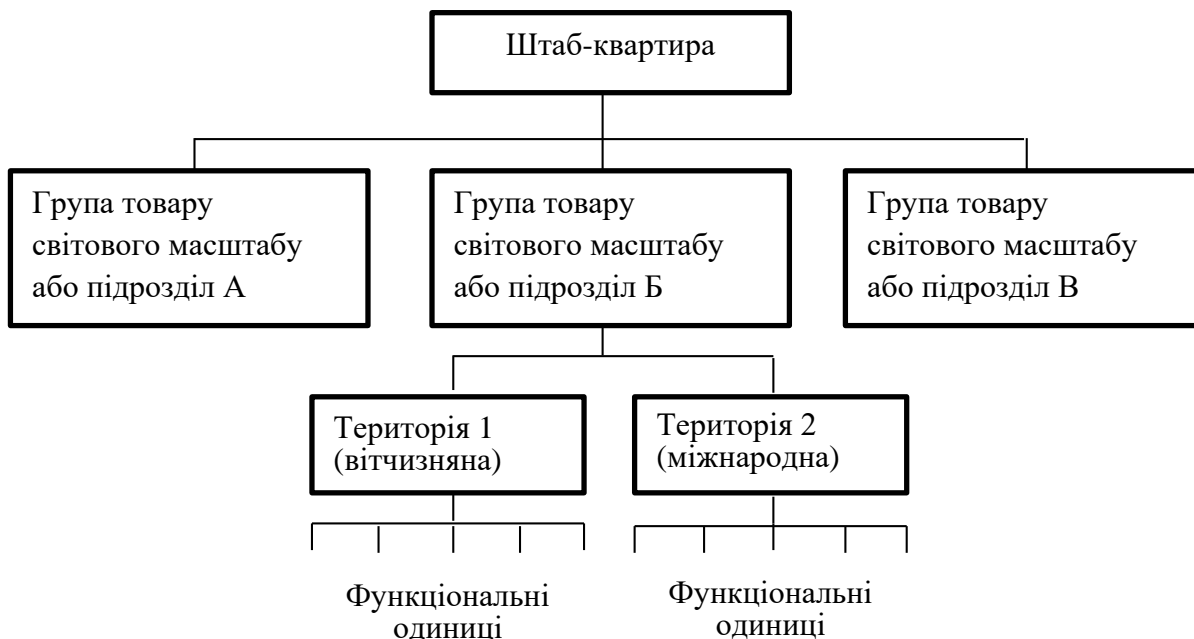 Штаб-квартира
Група товару
світового масштабу
або підрозділ А
Група товару
світового масштабу
або підрозділ Б
Група товару
світового масштабу
або підрозділ В
Територія 1
(вітчизняна)
Територія 2
(міжнародна)
Функціональні
одиниці
Функціональні
одиниці